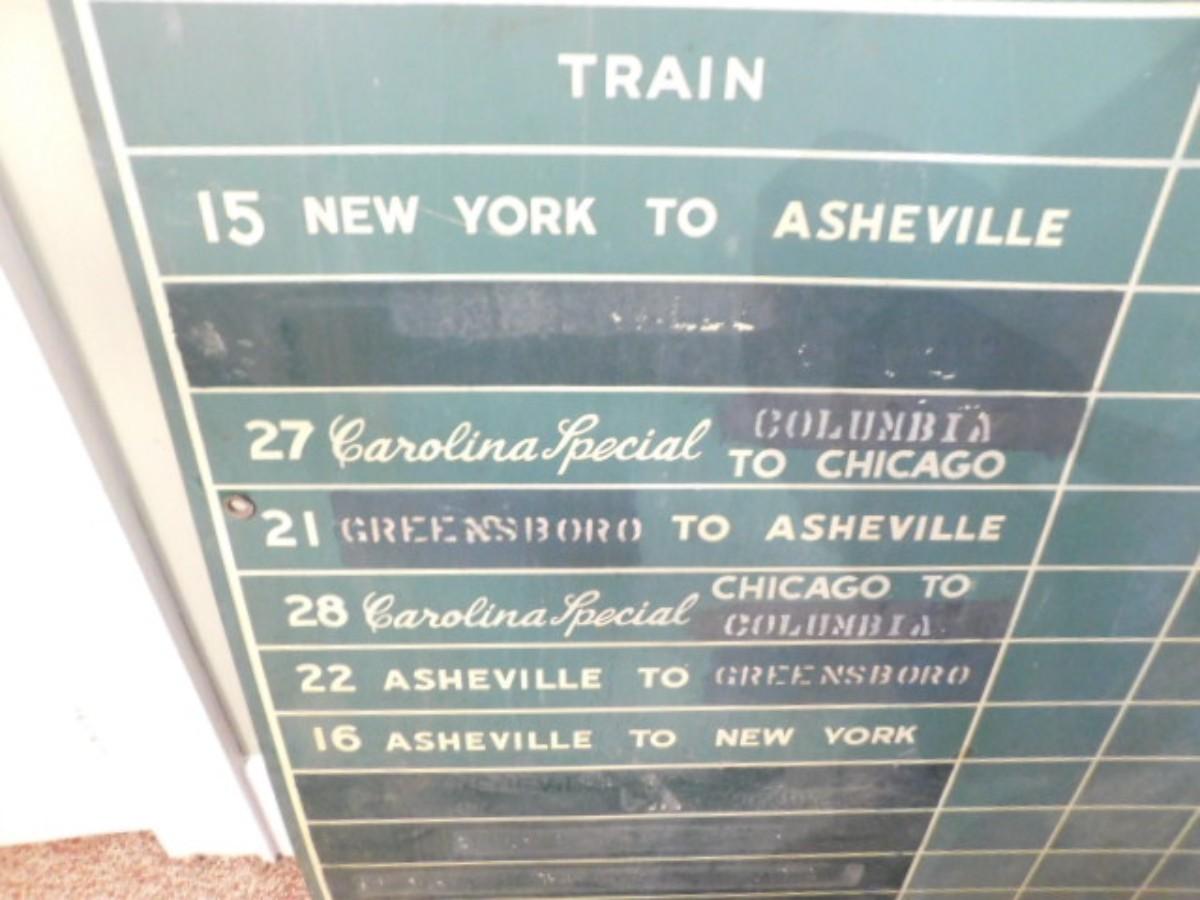 TRAIN
15 NEW YORK TO ASHEVILLE
27 Carolina Special COLUMBIA
TO CHICAGO
21 GREENSBORO TO ASHEVILLE
28 Carolina Special CHICAGO TO
COLUMBIA
22 ASHEVILLE TO GREENSBORO
16 ASHEVILLE TO NEW YORK